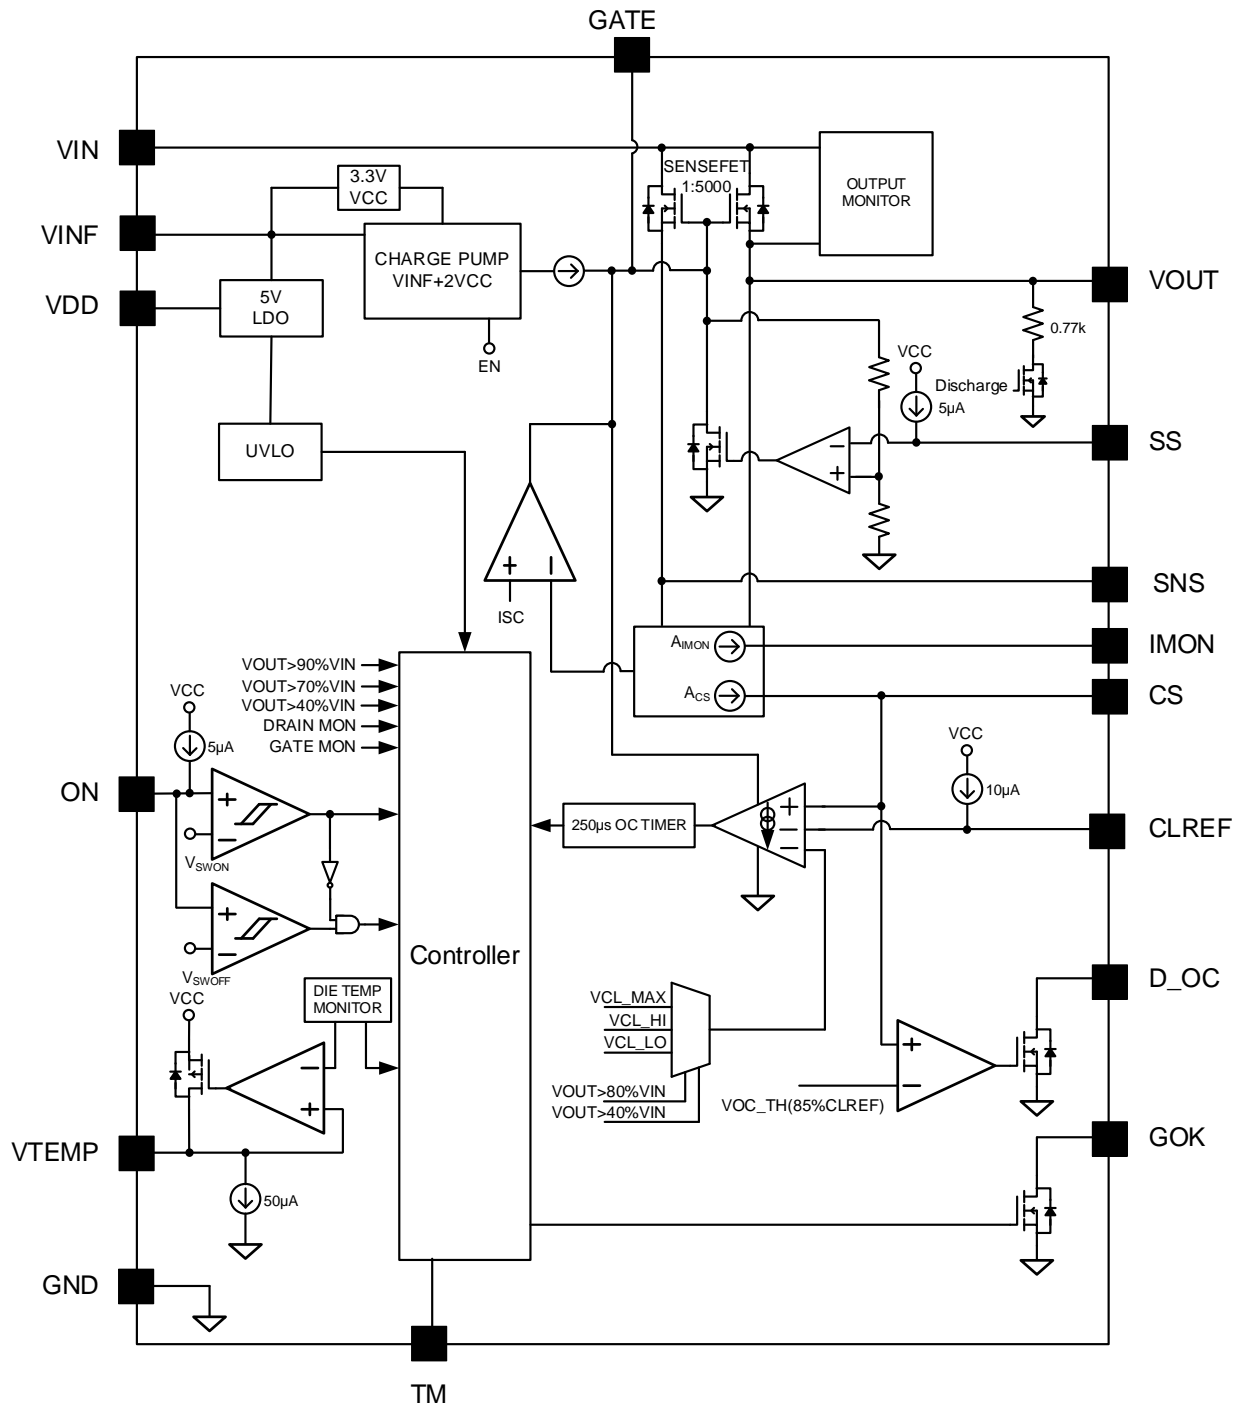 GATE
VIN
SENSEFET
1:5000
OUTPUT
MONITOR
3.3V
VCC
VINF
CHARGE PUMP
VINF+2VCC
VOUT
VDD
5V
LDO
0.77k
EN
VCC
Discharge
5µA
UVLO
SS
ISC
SNS
AIMON
IMON
ACS
CS
VOUT>90%VIN
VOUT>70%VIN
VOUT>40%VIN
DRAIN MON
GATE MON
VCC
5µA
VCC
10µA
ON
250µs OC TIMER
CLREF
VSWON
Controller
VSWOFF
VCC
DIE TEMP
MONITOR
VCL_MAX
VCL_HI
VCL_LO
D_OC
VOUT>80%VIN
VOUT>40%VIN
VOC_TH(85%CLREF)
VTEMP
GOK
50µA
GND
TM